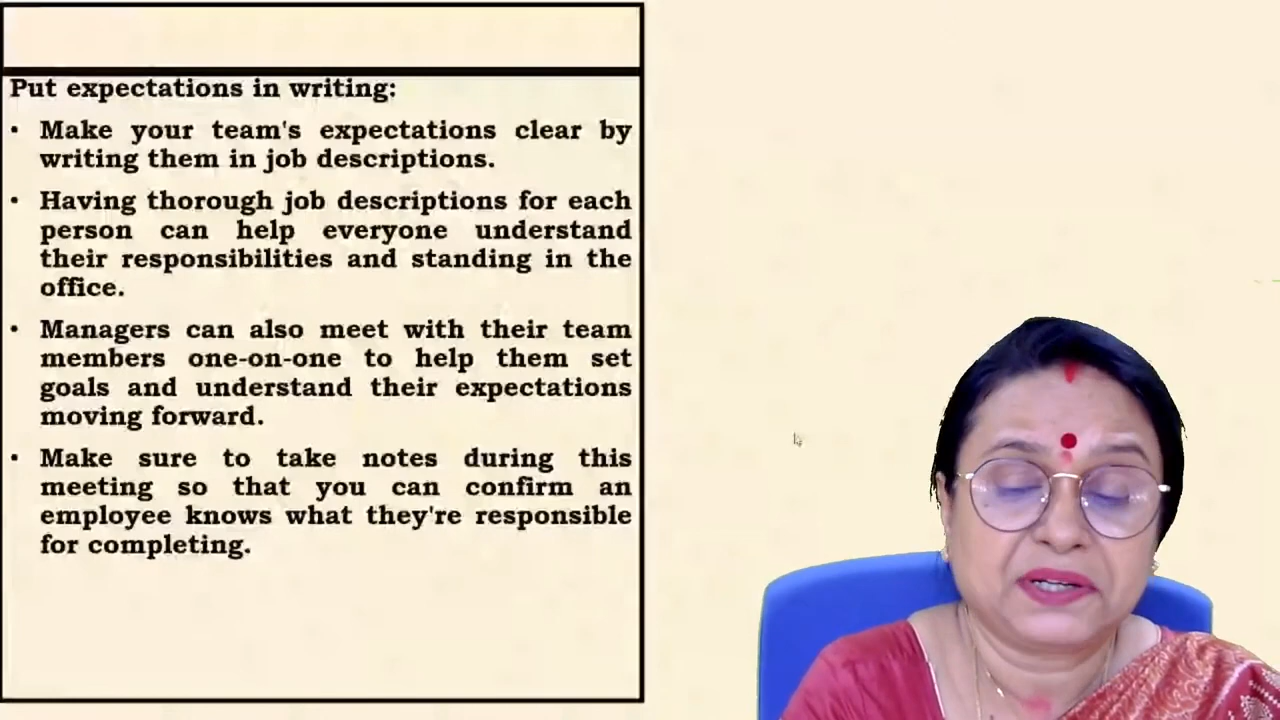 Put expectations in writing:
• Make your team's expectations clear by
writing them in job descriptions.
• Having thorough job descriptions for each
person can help everyone understand
their responsibilities and standing in the
office.
• Managers can also meet with their team
members one-on-one to help them set
goals and understand their expectations
moving forward.
• Make sure to take notes during this
meeting so that you can confirm an
employee knows what they're responsible
for completing.